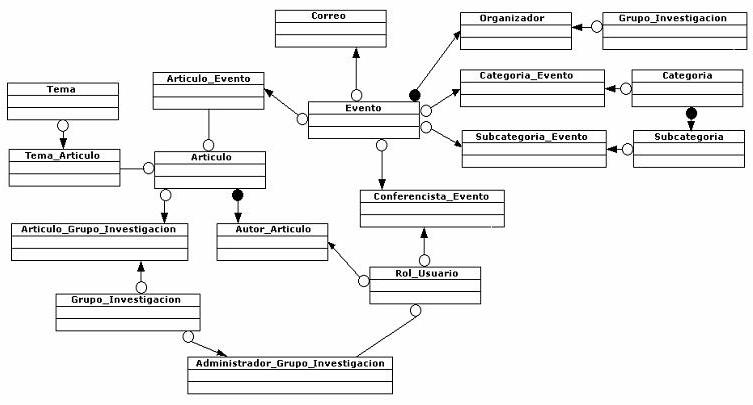 Correo
Organizador
Grupo_Investigacion
Articulo_Evento
Categoria_Evento
Categoria
Tema
Evento
Subcategoria_Evento
Subcategoria
Tema_Articulo
Articulo
Conferencista_Evento
Articulo_Grupo_Investigacion
Autor_Articulo
Rol_Usuario
Grupo_Investigacion
Administrador_Grupo_Investigacion